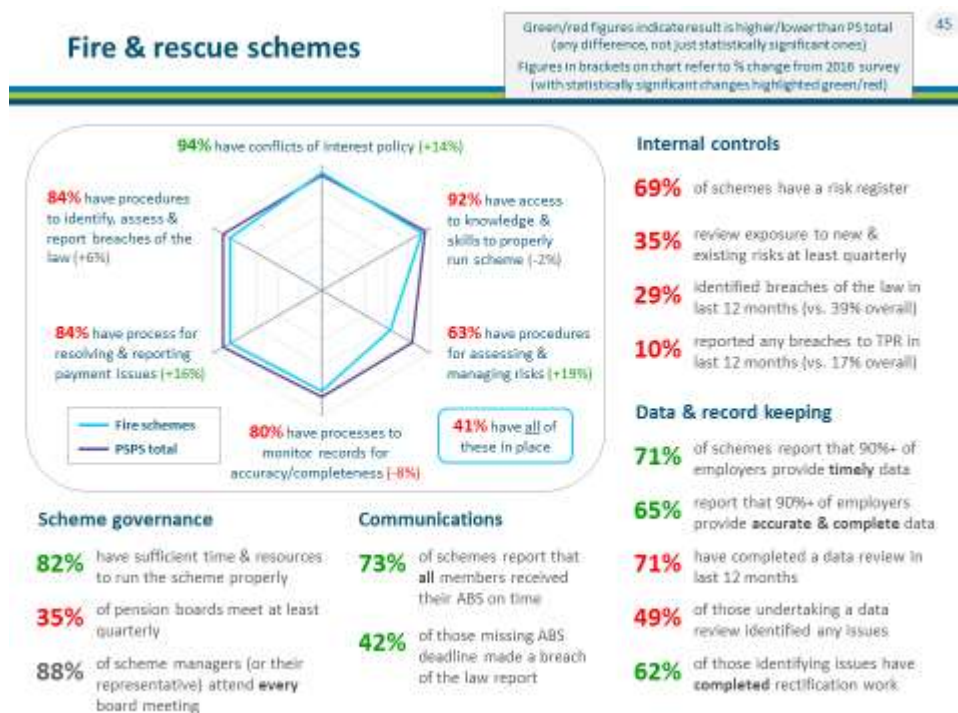 Fire & rescue schemes
Green/red figures indicate result is higher/lower than PS total
(any difference, not just statistically significant ones)
Figures in brackets on chart refer to % change from 2016 survey
(with statistically significant changes highlighted green/red)
45
94% have conflicts of interest policy (+14%)
84% have procedures
to identify, assess &
report breaches of the
law (+6%)
92% have access
to knowledge &
skills to properly
run scheme (-2%)
84% have process for
resolving & reporting
payment issues (+16%)
63% have procedures
for assessing &
managing risks (+19%)
Fire schemes
PSPS total
80% have processes to
monitor records for
accuracy/completeness (-8%)
41% have all of
these in place
Internal controls
69% of schemes have a risk register
35% review exposure to new &
existing risks at least quarterly
29% identified breaches of the law in
last 12 months (vs. 39% overall)
10% reported any breaches to TPR in
last 12 months (vs. 17% overall)
Data & record keeping
71% of schemes report that 90%+ of
employers provide timely data
65% report that 90%+ of employers
provide accurate & complete data
71% have completed a data review in
last 12 months
49% of those undertaking a data
review identified any issues
62% of those identifying issues have
completed rectification work
Scheme governance
82% have sufficient time & resources
to run the scheme properly
35% of pension boards meet at least
quarterly
88% of scheme managers (or their
representative) attend every
board meeting
Communications
73% of schemes report that
all members received
their ABS on time
42% of those missing ABS
deadline made a breach
of the law report